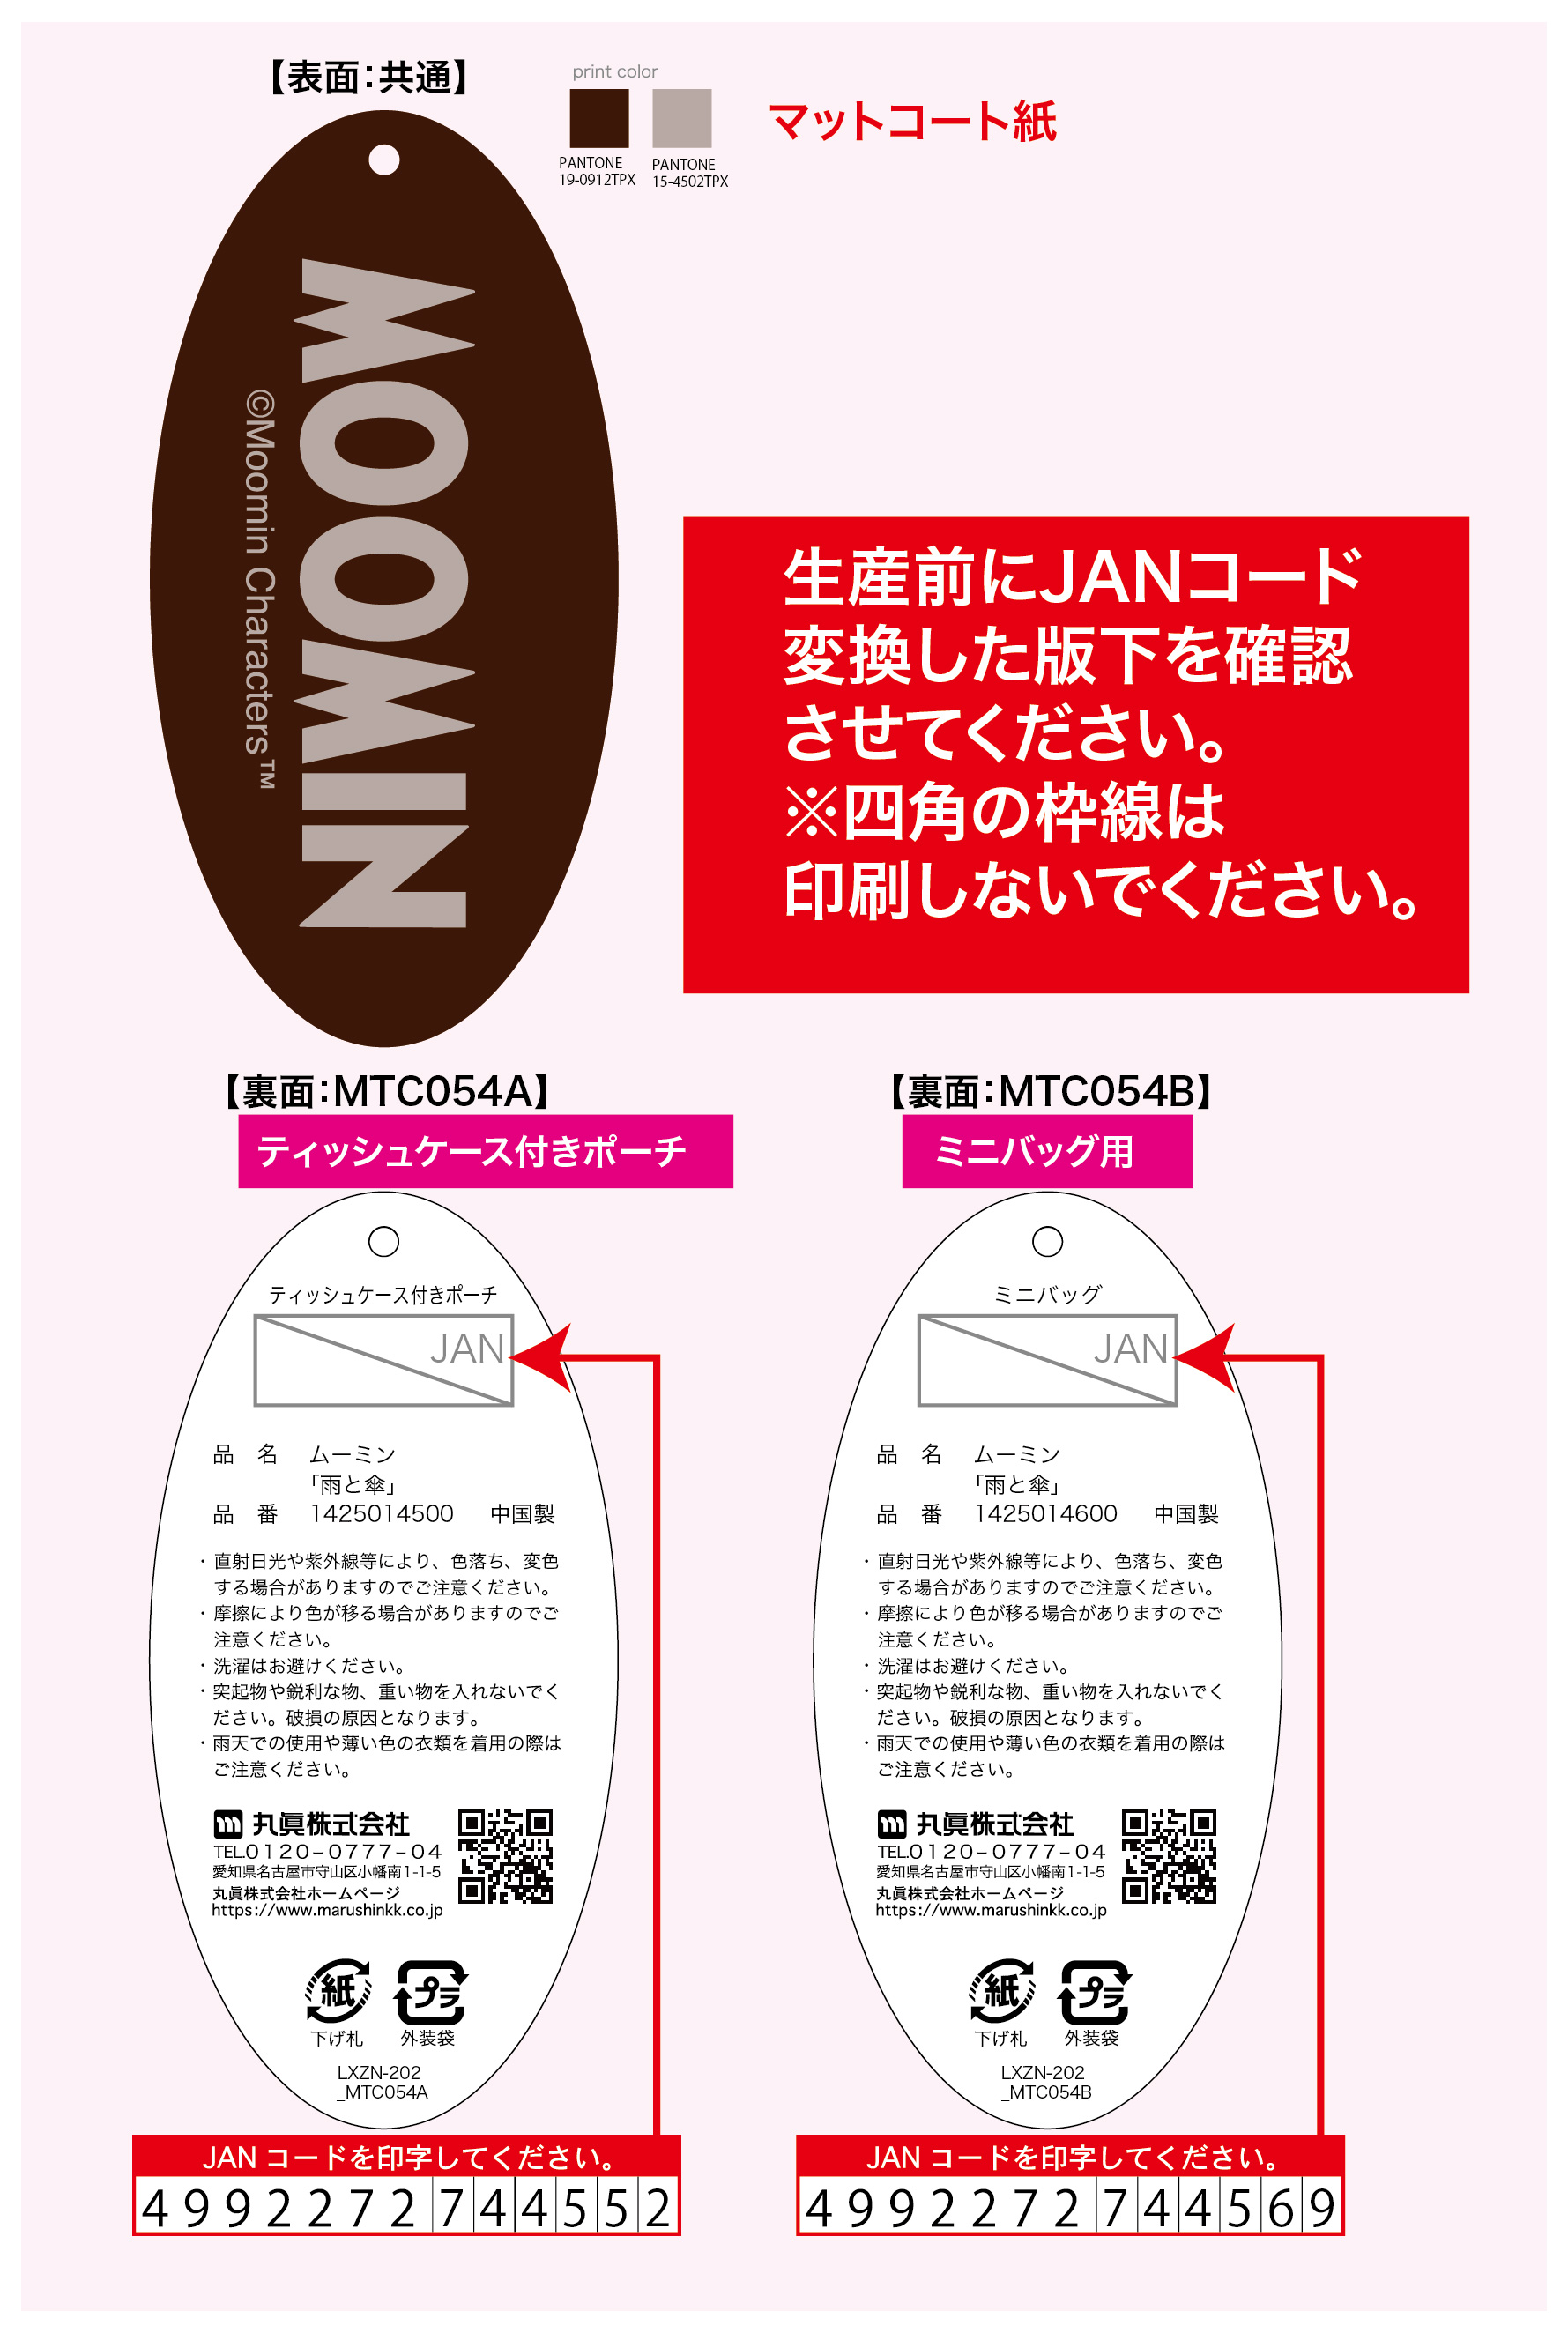 【表面：共通】
print color
PANTONE
19-0912TPX
PANTONE
15-4502TPX
マットコート紙
MOOMIN
©Moomin Characters™
生産前にJANコード
変換した版下を確認
させてください。
※四角の枠線は
印刷しないでください。
【裏面：MTC054A】
ティッシュケース付きポーチ
ティッシュケース付きポーチ
JAN
品　名　ムーミン
「雨と傘」
品　番　1425014500　中国製
・直射日光や紫外線等により、色落ち、変色
する場合がありますのでご注意ください。
・摩擦により色が移る場合がありますのでご
注意ください。
・洗濯はお避けください。
・突起物や鋭利な物、重い物を入れないでく
ださい。破損の原因となります。
・雨天での使用や薄い色の衣類を着用の際は
ご注意ください。
丸眞株式会社
TEL.0120-0777-04
愛知県名古屋市守山区小幡南1-1-5
丸眞株式会社ホームページ
https://www.marushinkk.co.jp
紙
下げ札
プラ
外装袋
LXZN-202
_MTC054A
JANコードを印字してください。
4992272744552
【裏面：MTC054B】
ミニバッグ用
ミニバッグ
JAN
品　名　ムーミン
「雨と傘」
品　番　1425014600　中国製
・直射日光や紫外線等により、色落ち、変色
する場合がありますのでご注意ください。
・摩擦により色が移る場合がありますのでご
注意ください。
・洗濯はお避けください。
・突起物や鋭利な物、重い物を入れないでく
ださい。破損の原因となります。
・雨天での使用や薄い色の衣類を着用の際は
ご注意ください。
丸眞株式会社
TEL.0120-0777-04
愛知県名古屋市守山区小幡南1-1-5
丸眞株式会社ホームページ
https://www.marushinkk.co.jp
紙
下げ札
プラ
外装袋
LXZN-202
_MTC054B
JANコードを印字してください。
4992272744569